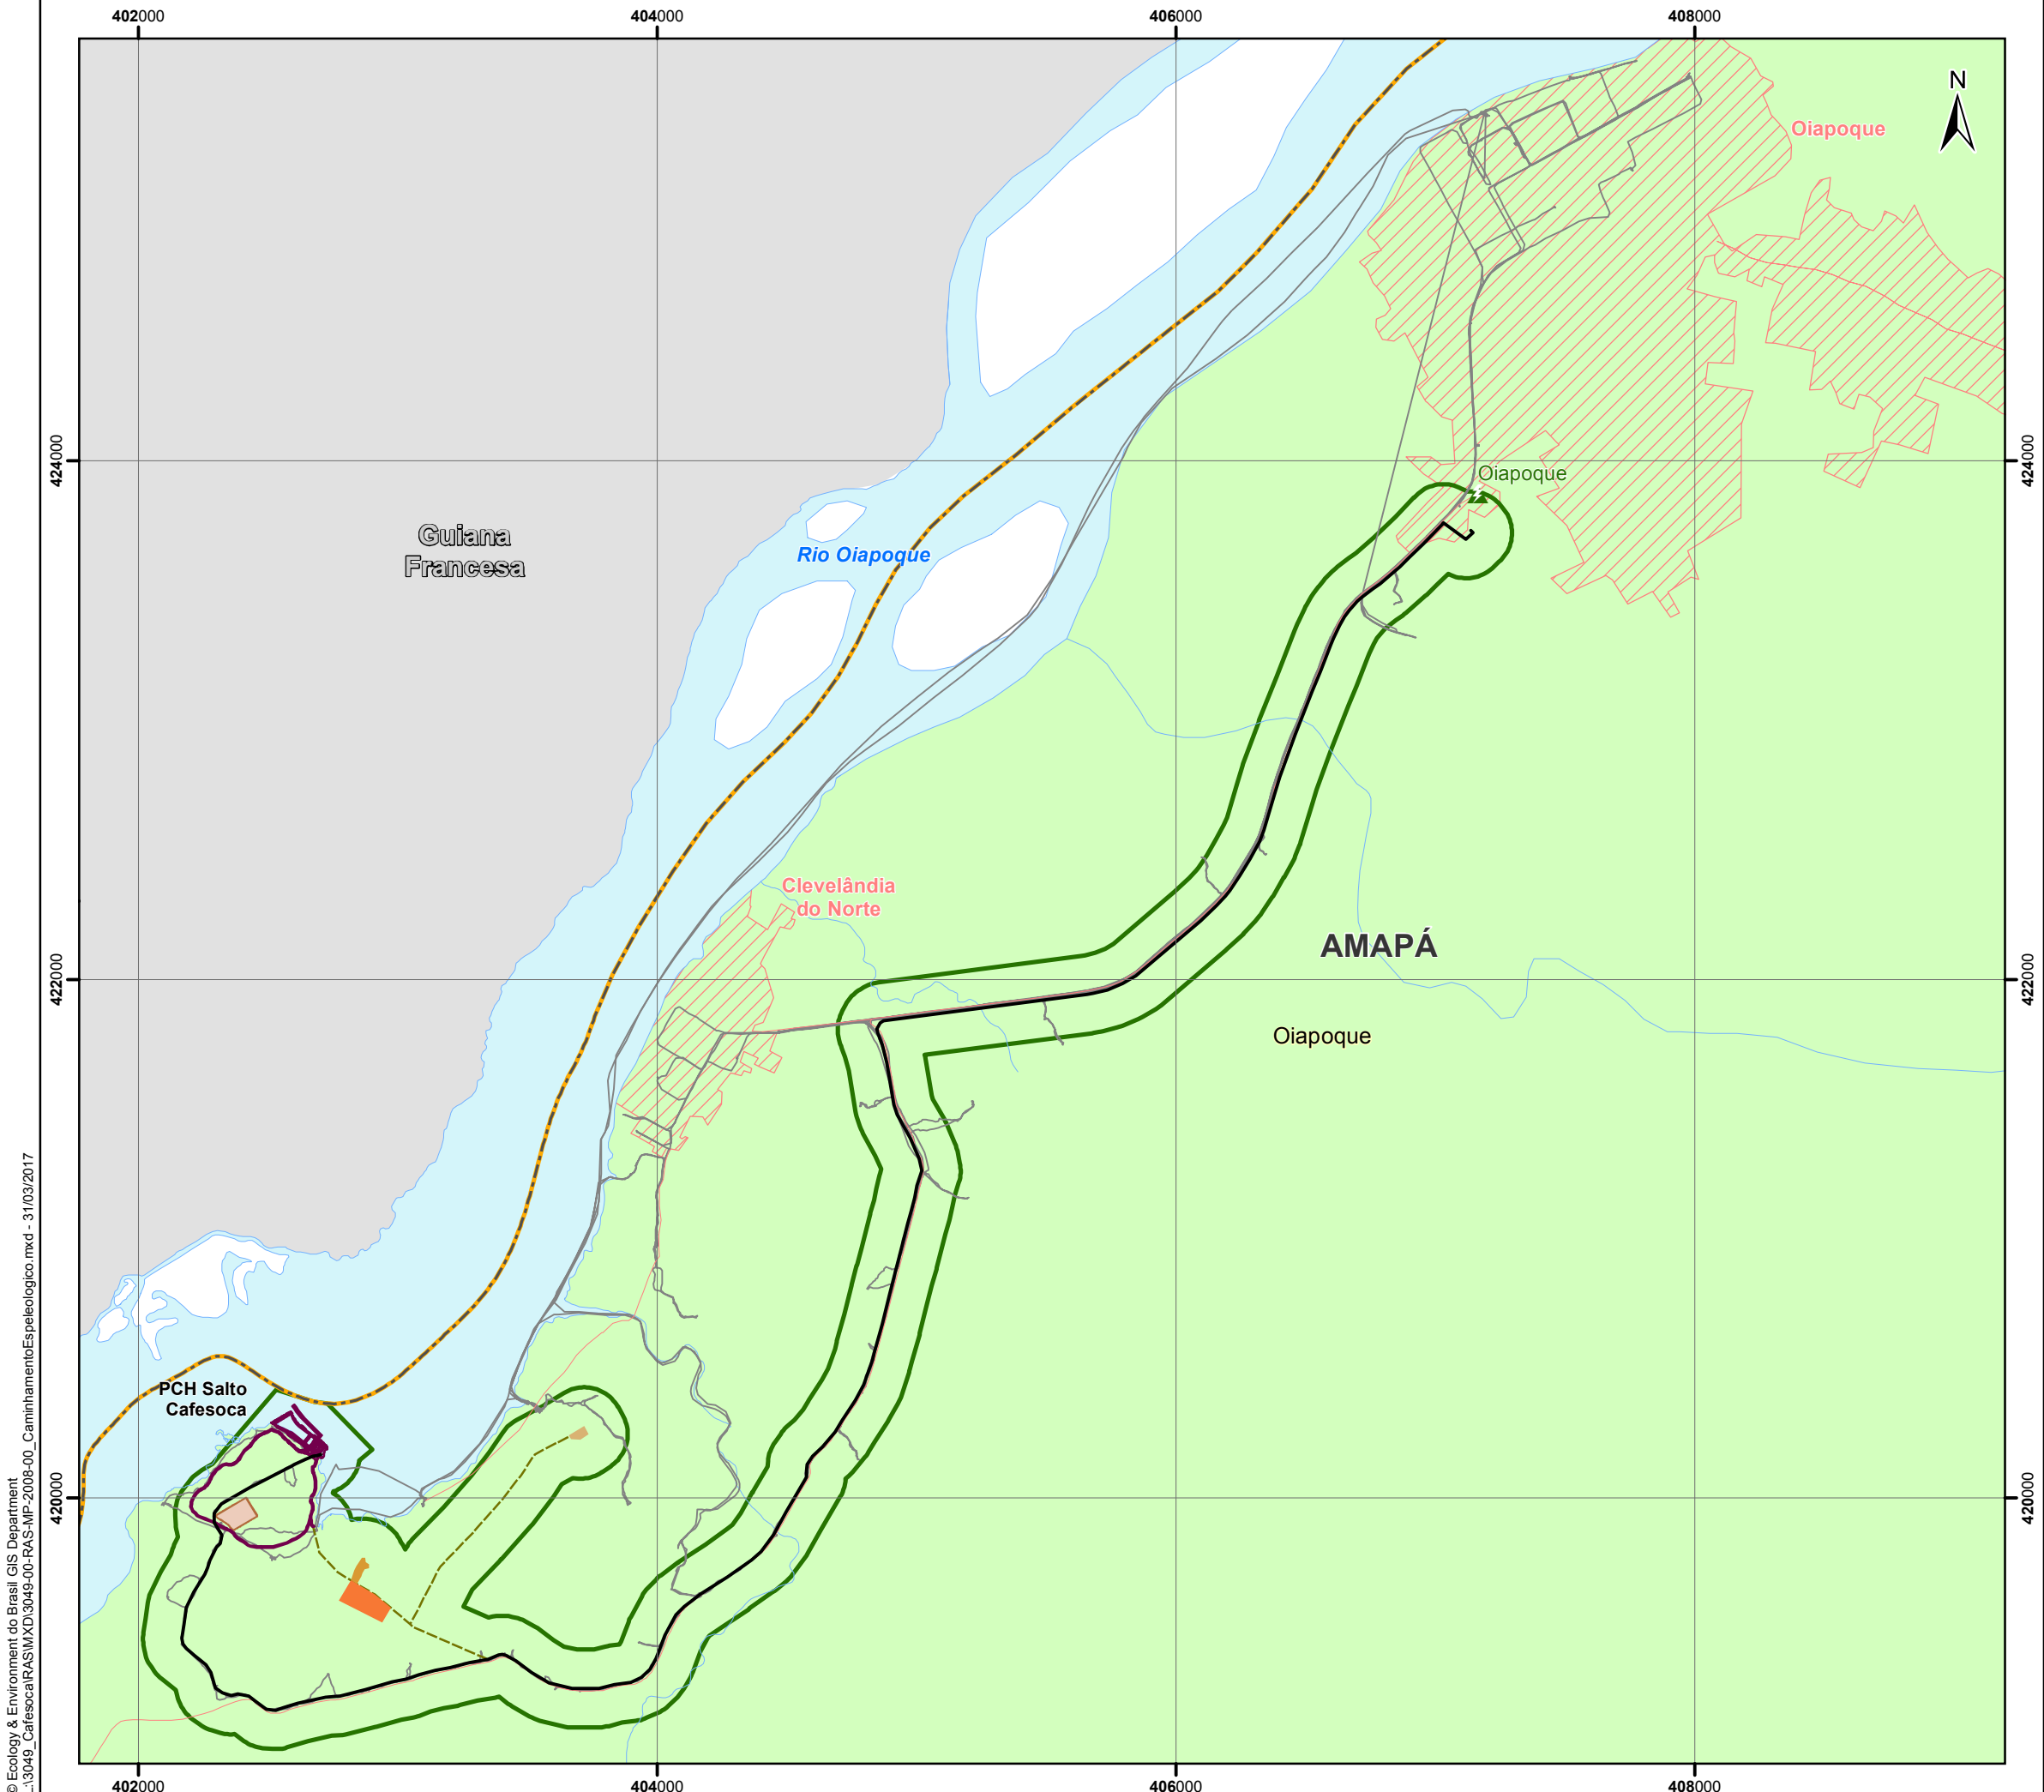 402000
404000
406000
408000
N
Oiapoque
424000
424000
Oiapoque
Guiana
Francesa
Rio Oiapoque
Clevelândia
do Norte
AMAPÁ
422000
422000
Oiapoque
PCH Salto
Cafesoca
420000
420000
402000
404000
406000
408000
© Ecology & Environment do Brasil GIS Department
L:\3049_Cafesoca\RAS\MXD\3049-00-RAS-MP-2008-00_CaminhamentoEspeleologico.mxd - 31/03/2017